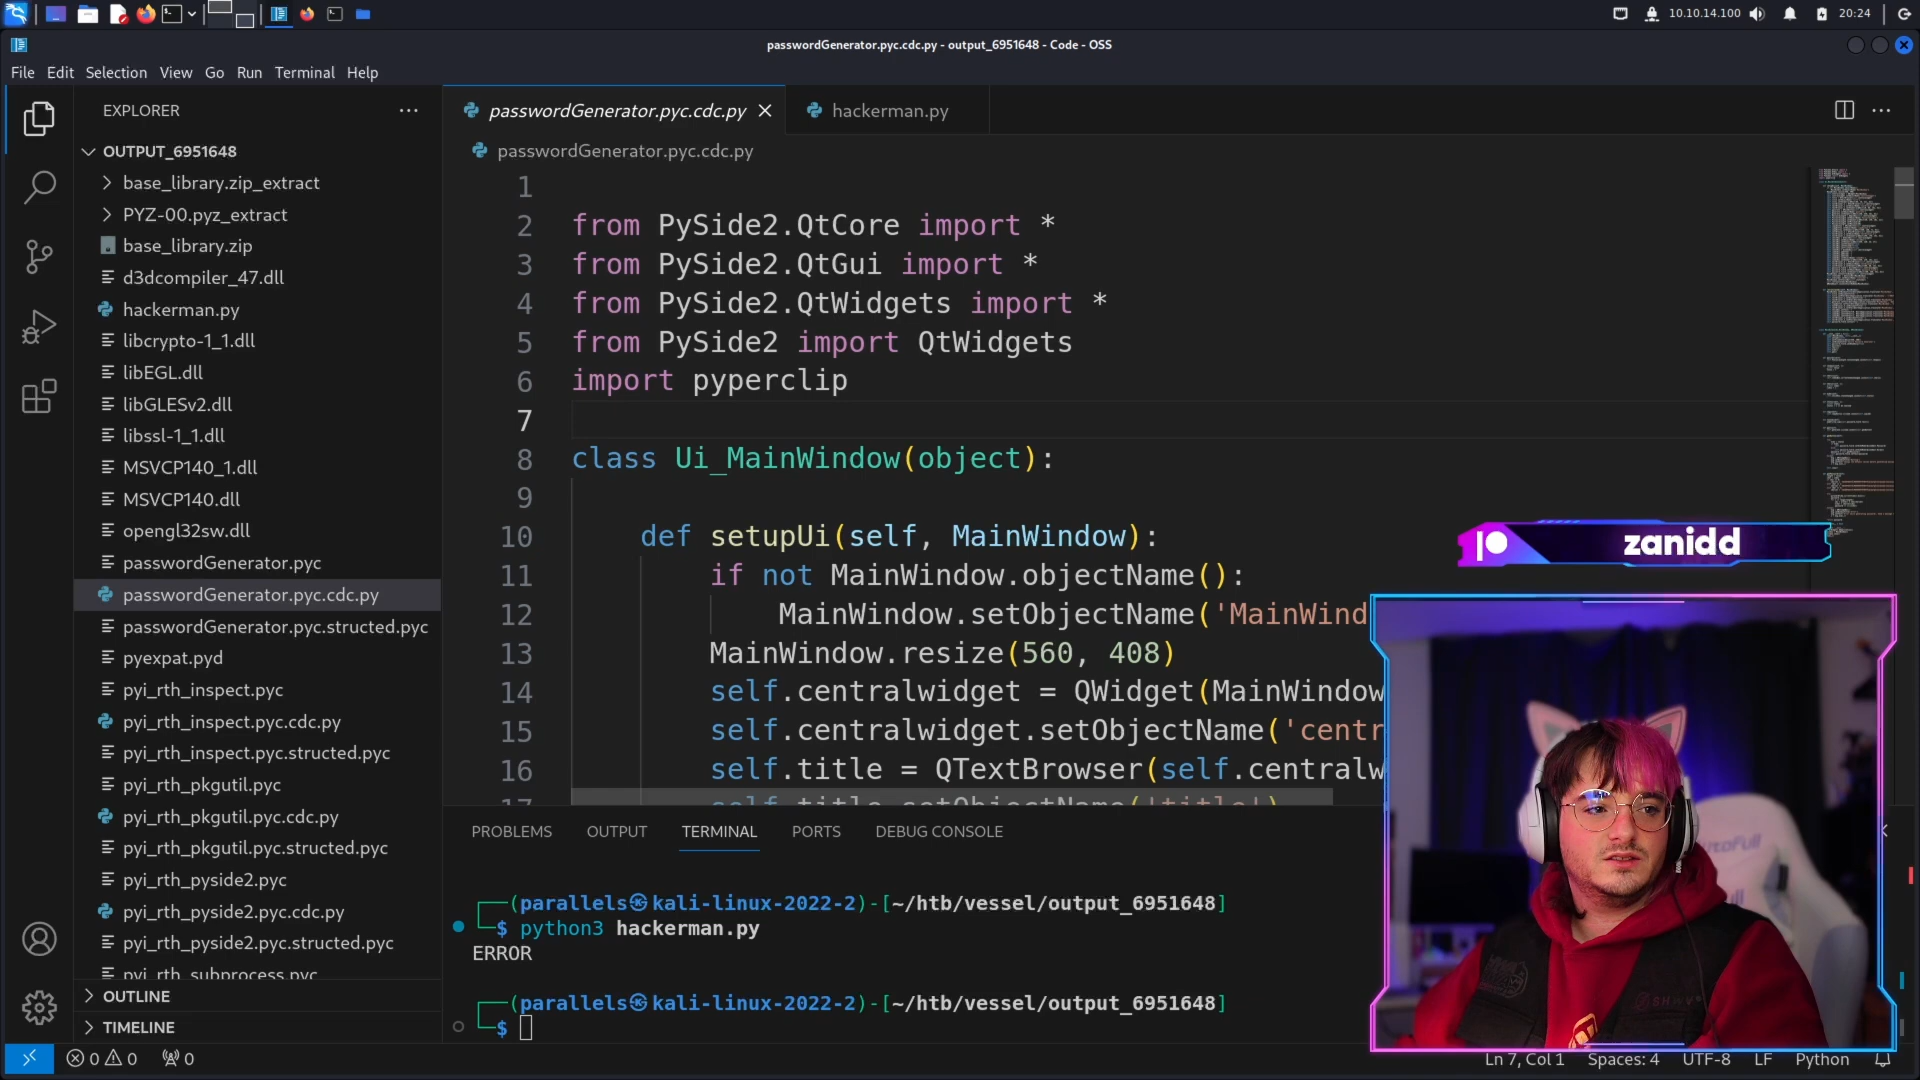 10.10.14.100
20:24
passwordGenerator.pyc.cdc.py - output_6951648 - Code - OSS
File Edit Selection View Go Run Terminal Help
EXPLORER
OUTPUT_6951648
base_library.zip_extract
PYZ-00.pyz_extract
base_library.zip
d3dcompiler_47.dll
hackerman.py
libcrypto-1_1.dll
libEGL.dll
libGLESv2.dll
libssl-1_1.dll
MSVCP140_1.dll
MSVCP140.dll
opengl32sw.dll
passwordGenerator.pyc
passwordGenerator.pyc.cdc.py
passwordGenerator.pyc.structed.pyc
pyexpat.pyd
pyi_rth_inspect.pyc
pyi_rth_inspect.pyc.cdc.py
pyi_rth_inspect.pyc.structed.pyc
pyi_rth_pkgutil.pyc
pyi_rth_pkgutil.pyc.cdc.py
pyi_rth_pkgutil.pyc.structed.pyc
pyi_rth_pyside2.pyc
pyi_rth_pyside2.pyc.cdc.py
pyi_rth_pyside2.pyc.structed.pyc
pyi_rth_subprocess.pyc
OUTLINE
TIMELINE
passwordGenerator.pyc.cdc.py
hackerman.py
passwordGenerator.pyc.cdc.py
1
2 from PySide2.QtCore import *
3 from PySide2.QtGui import *
4 from PySide2.QtWidgets import *
5 from PySide2 import QtWidgets
6 import pyperclip
7
8 class Ui_MainWindow(object):
9
10 def setupUi(self, MainWindow):
11 if not MainWindow.objectName():
12 MainWindow.setObjectName('MainWind
13 MainWindow.resize(560, 408)
14 self.centralwidget = QWidget(MainWindow
15 self.centralwidget.setObjectName('centr
16 self.title = QTextBrowser(self.centralw
17 self.title.setObjectName('title')
zanidd
PROBLEMS OUTPUT TERMINAL PORTS DEBUG CONSOLE
(parallels㉿kali-linux-2022-2)-[~/htb/vessel/output_6951648]
$ python3 hackerman.py
ERROR
(parallels㉿kali-linux-2022-2)-[~/htb/vessel/output_6951648]
$
0 0 0
Ln 7, Col 1 Spaces: 4 UTF-8 LF Python